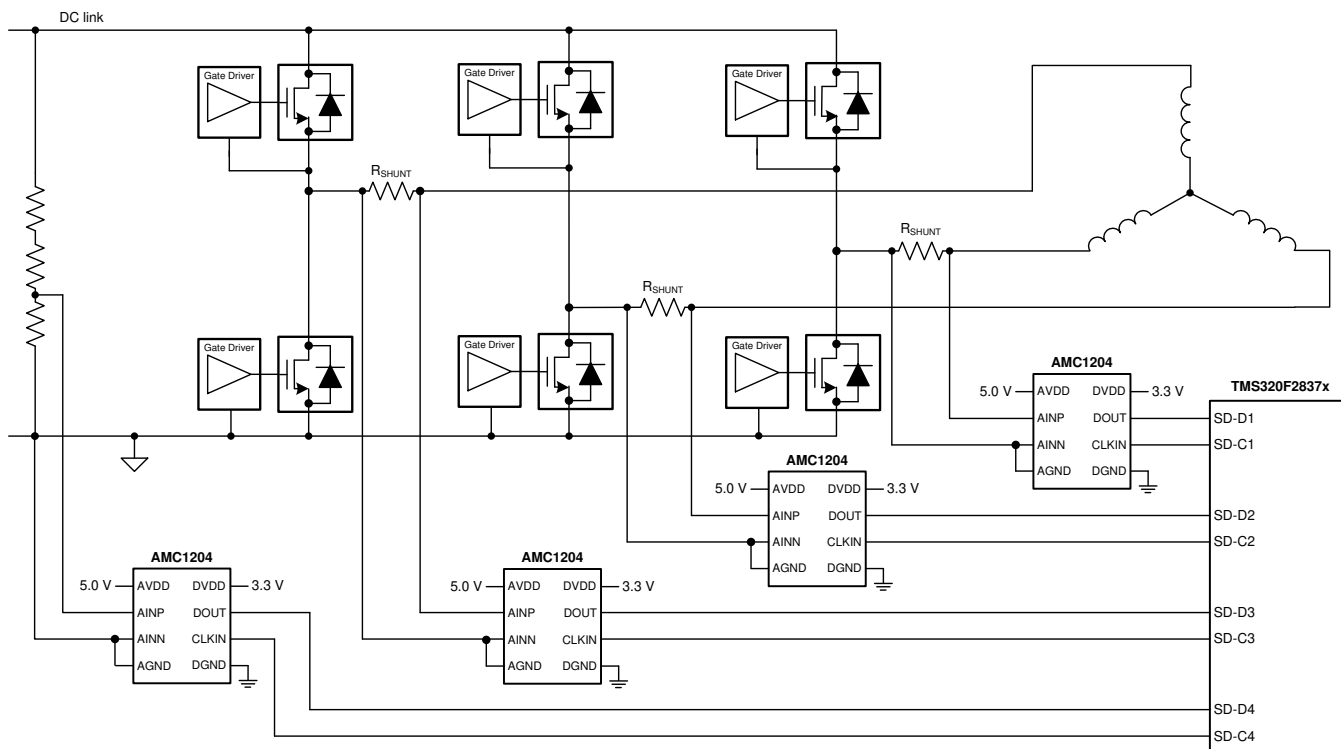 DC link
Gate Driver
Gate Driver
Gate Driver
RSHUNT
RSHUNT
RSHUNT
Gate Driver
Gate Driver
Gate Driver
AMC1204
5.0 V AVDD DVDD 3.3 V
AINP DOUT
AINN CLKIN
AGND DGND
TMS320F2837x
SD-D1
SD-C1
AMC1204
5.0 V AVDD DVDD 3.3 V
AINP DOUT
AINN CLKIN
AGND DGND
SD-D2
SD-C2
AMC1204
5.0 V AVDD DVDD 3.3 V
AINP DOUT
AINN CLKIN
AGND DGND
AMC1204
5.0 V AVDD DVDD 3.3 V
AINP DOUT
AINN CLKIN
AGND DGND
SD-D3
SD-C3
SD-D4
SD-C4